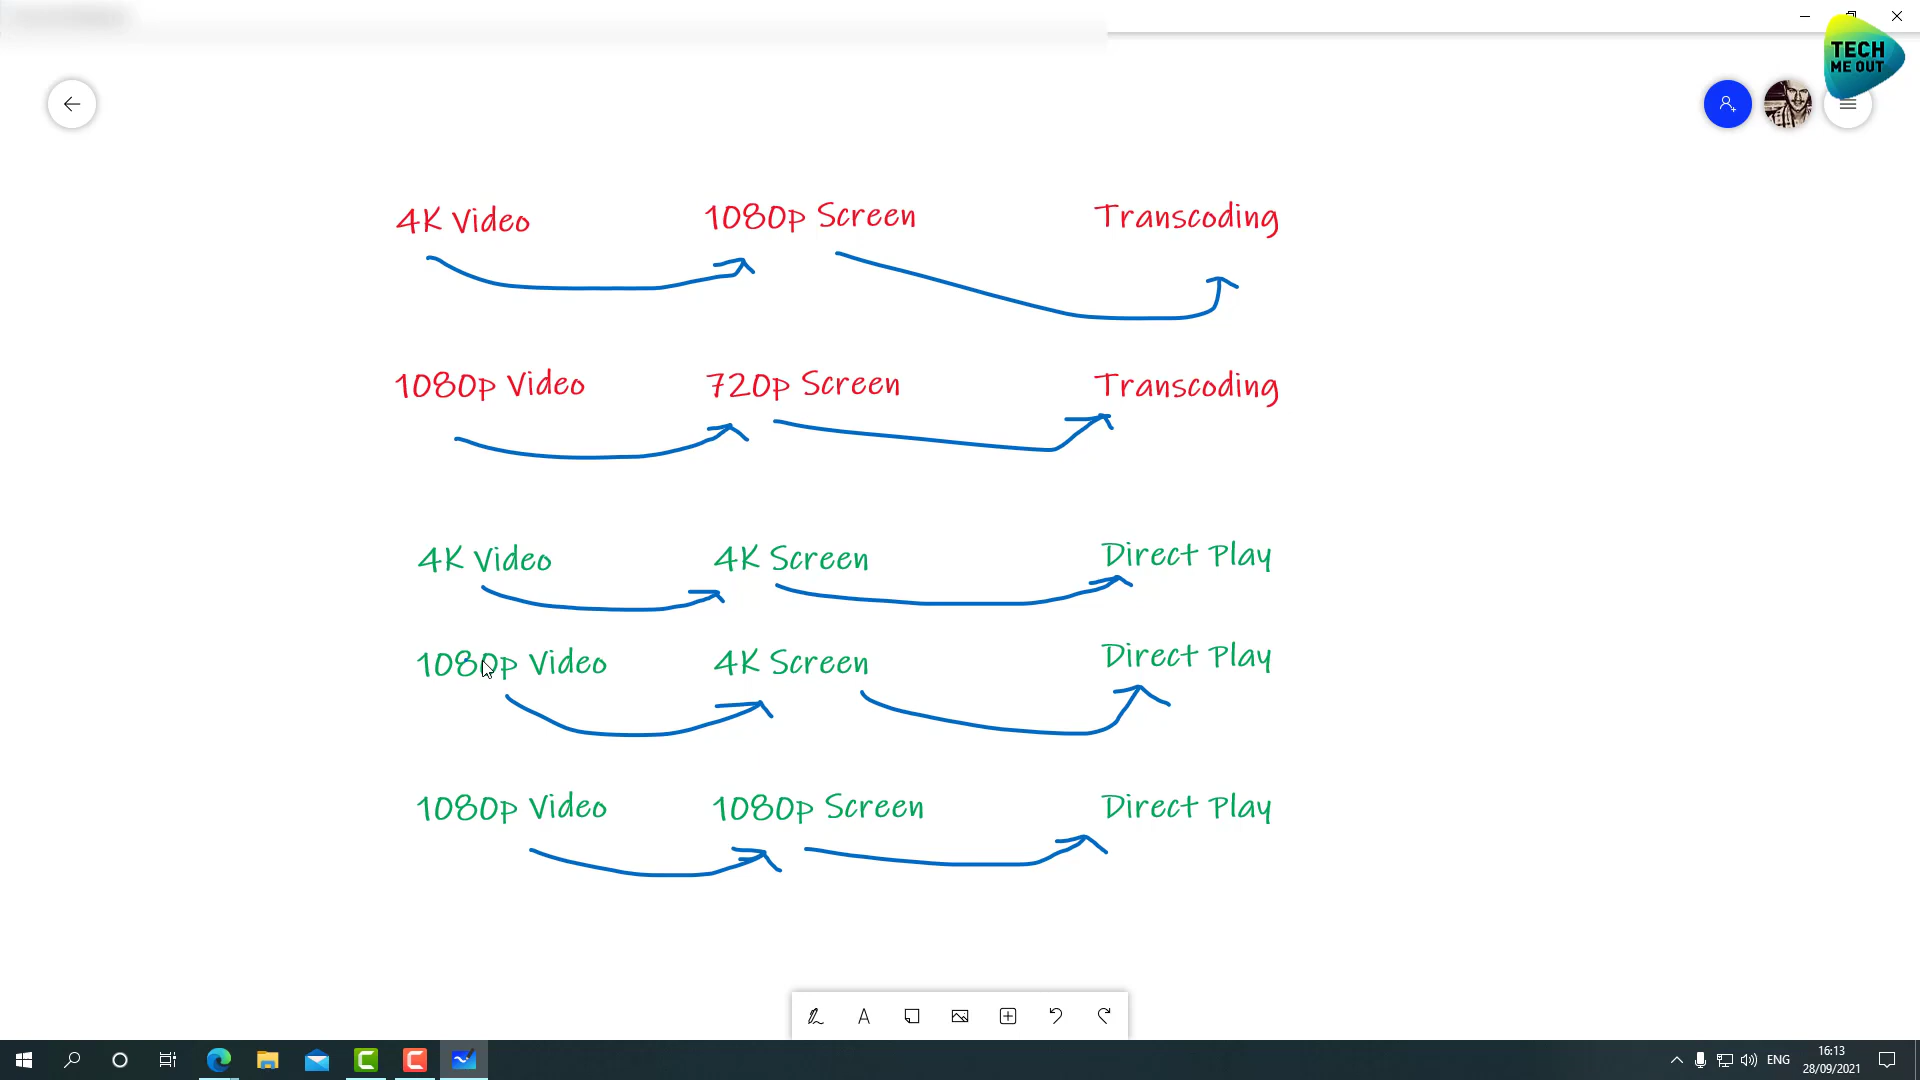 TECH
ME OUT
4K Video 1080p Screen Transcoding
1080p Video 720p Screen Transcoding
4K Video 4K Screen Direct Play
1080p Video 4K Screen Direct Play
1080p Video 1080p Screen Direct Play
ENG
16:13
28/09/2021